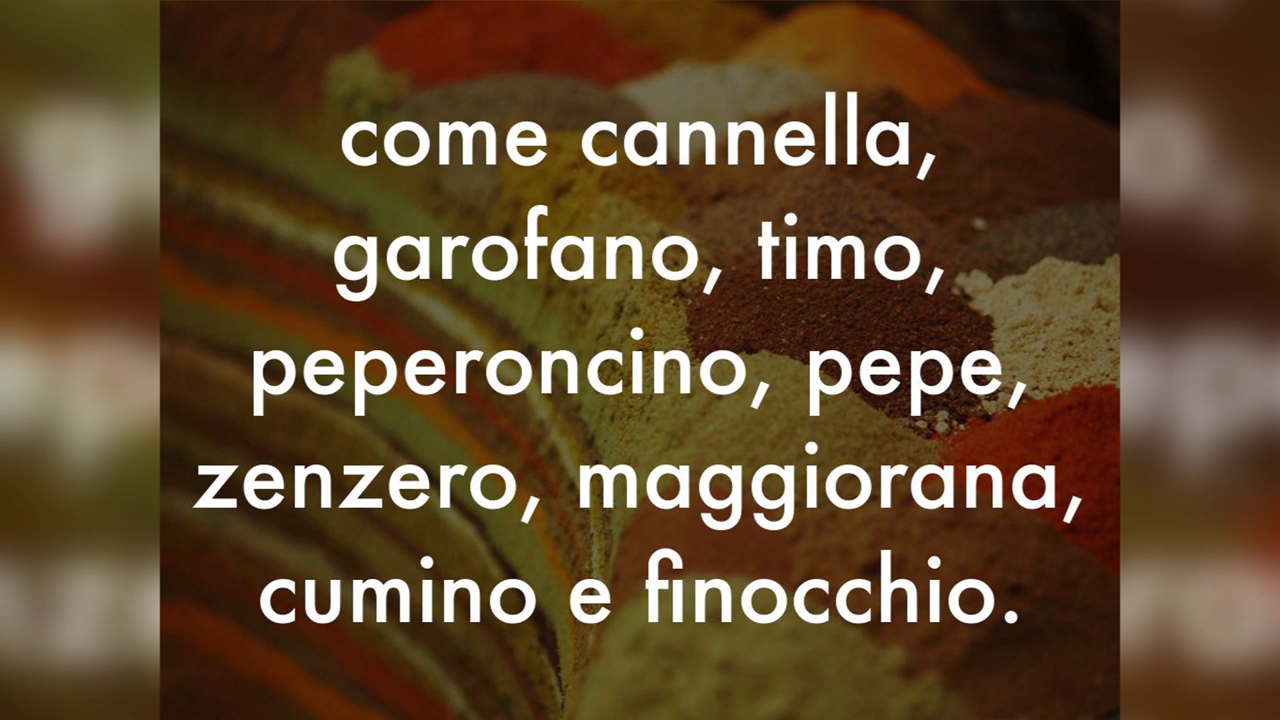 come cannella,
garofano, timo,
peperoncino, pepe,
zenzero, maggiorana,
cumino e finocchio.